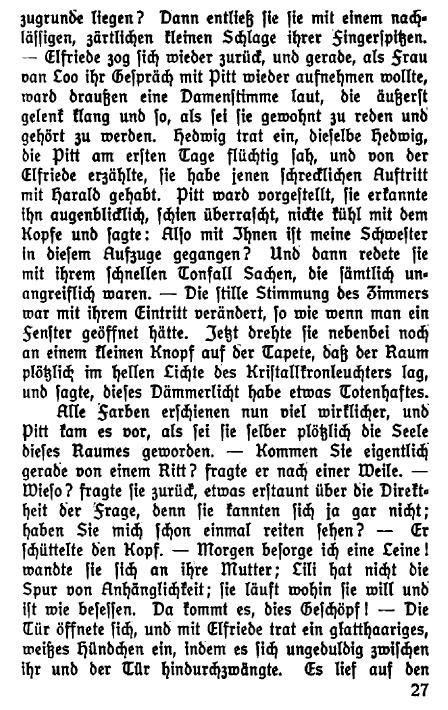 zugrunde liegen? Dann entließ sie sie mit einem nach-
lässigen, zärtlichen kleinen Schlage ihrer Fingerspitzen.
— Elfriede zog sich wieder zurück, und gerade, als Frau
van Loo ihr Gespräch mit Pitt wieder aufnehmen wollte,
ward draußen eine Damenstimme laut, die äußerst
gelenk klang und so, als sei sie gewohnt zu reden und
gehört zu werden. Hedwig trat ein, dieselbe Hedwig,
die Pitt am ersten Tage flüchtig sah, und von der
Elfriede erzählte, sie habe jenen schrecklichen Auftritt
mit Harald gehabt. Pitt ward vorgestellt, sie erkannte
ihn augenblicklich, schien überrascht, nickte kühl mit dem
Kopfe und sagte: Also mit Ihnen ist meine Schwester
in diesem Aufzuge gegangen? Und dann redete sie
mit ihrem schnellen Tonfall Sachen, die sämtlich un-
angreiflich waren. — Die stille Stimmung des Zimmers
war mit ihrem Eintritt verändert, so wie wenn man ein
Fenster geöffnet hätte. Jetzt drehte sie nebenbei noch
an einem kleinen Knopf auf der Tapete, daß der Raum
plötzlich im hellen Lichte des Kristallkronleuchters lag,
und sagte, dieses Dämmerlicht habe etwas Totenhaftes.
Alle Farben erschienen nun viel wirklicher, und
Pitt kam es vor, als sei sie selber plötzlich die Seele
dieses Raumes geworden. — Kommen Sie eigentlich
gerade von einem Ritt? fragte er nach einer Weile. —
Wieso? fragte sie zurück, etwas erstaunt über die Direkt-
heit der Frage, denn sie kannten sich ja gar nicht;
haben Sie mich schon einmal reiten sehen? — Er
schüttelte den Kopf. — Morgen besorge ich eine Leine!
wandte sie sich an ihre Mutter; Lili hat nicht die
Spur von Anhänglichkeit; sie läuft wohin sie will und
ist wie besessen. Da kommt es, dies Geschöpf! — Die
Tür öffnete sich, und mit Elfriede trat ein glatthaariges,
weißes Hündchen ein, indem es sich ungeduldig zwischen
ihr und der Tür hindurchzwängte. Es lief auf den
27